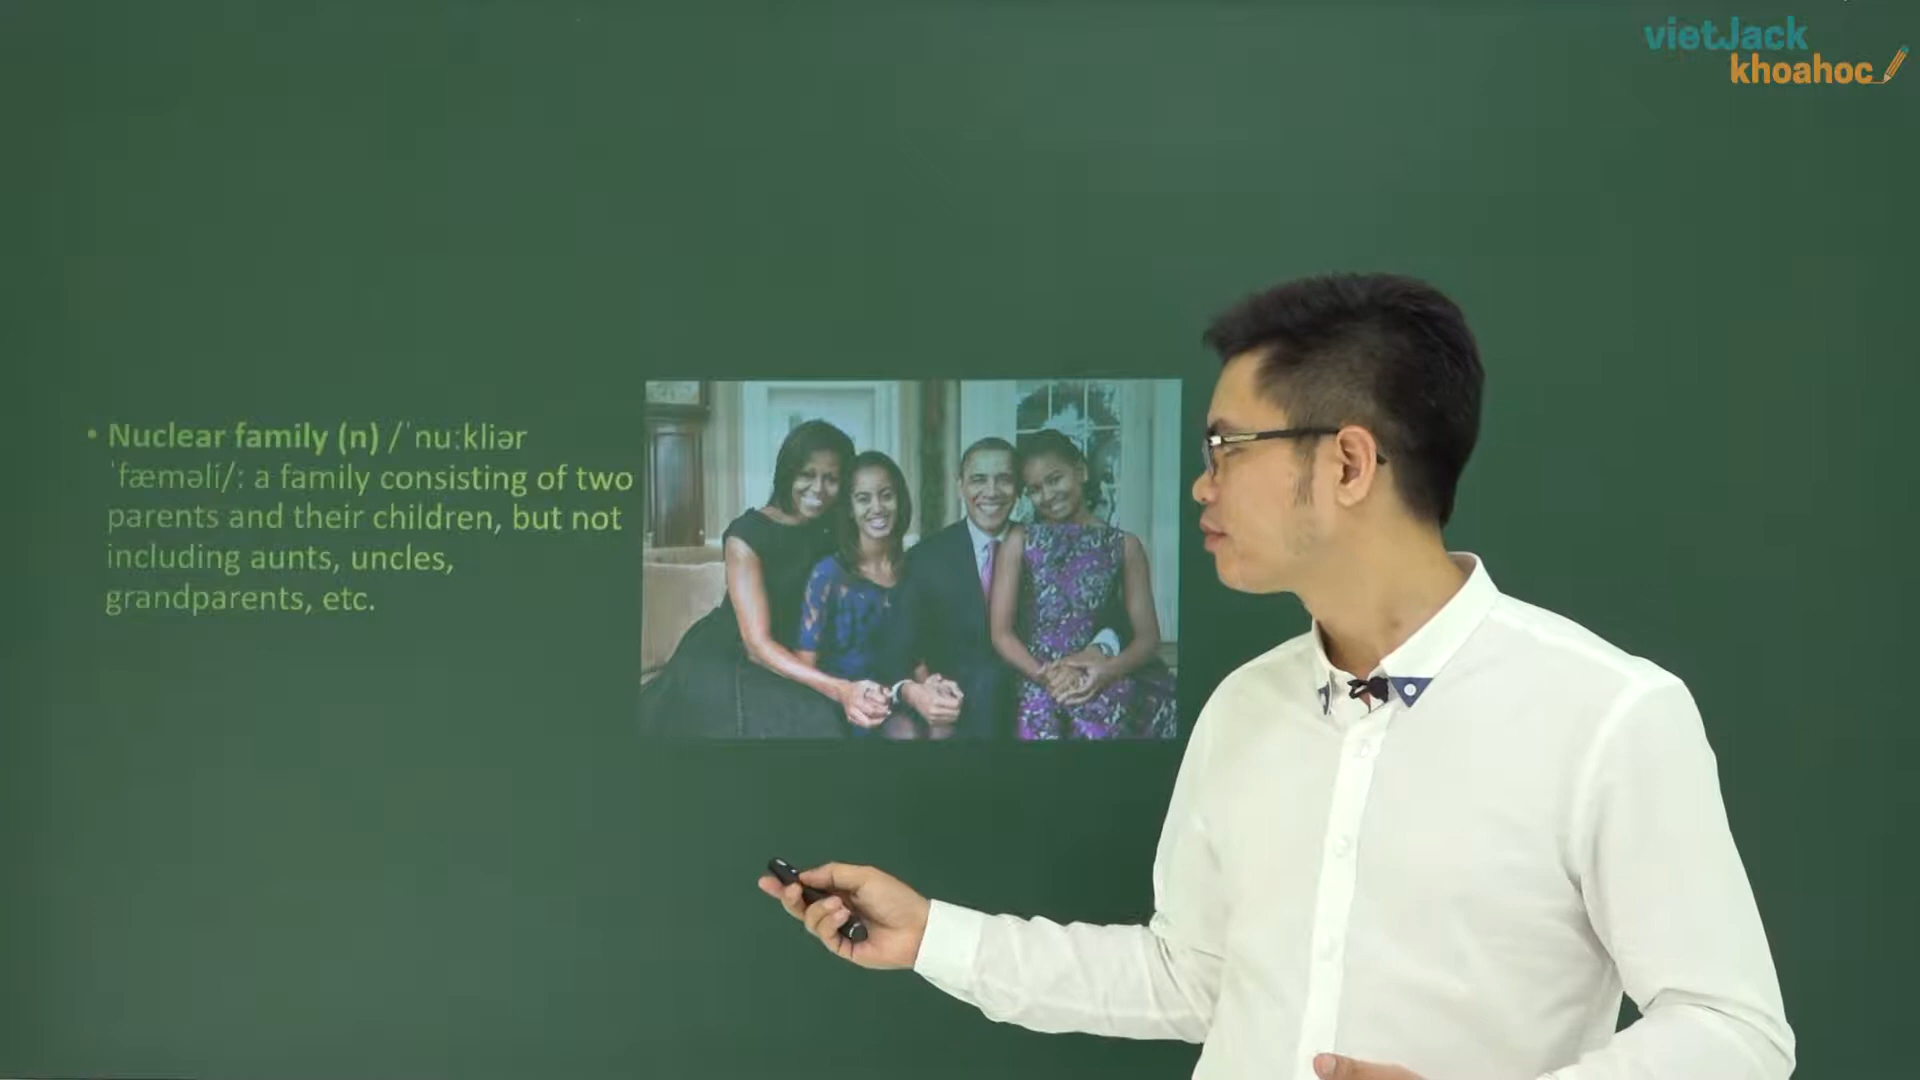 vietJack
khoahoc
• Nuclear family (n) /ˈnuːkliər
ˈfæməli/: a family consisting of two
parents and their children, but not
including aunts, uncles,
grandparents, etc.